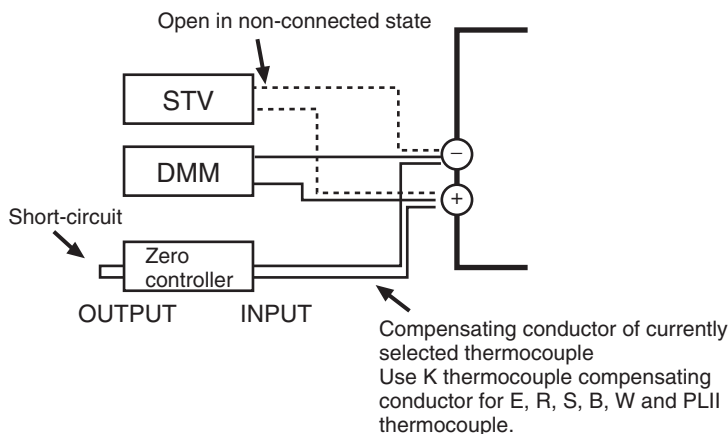 Open in non-connected state
STV
−
DMM
+
Short-circuit
Zero
controller
OUTPUT
INPUT
Compensating conductor of currently
selected thermocouple
Use K thermocouple compensating
conductor for E, R, S, B, W and PLII
thermocouple.